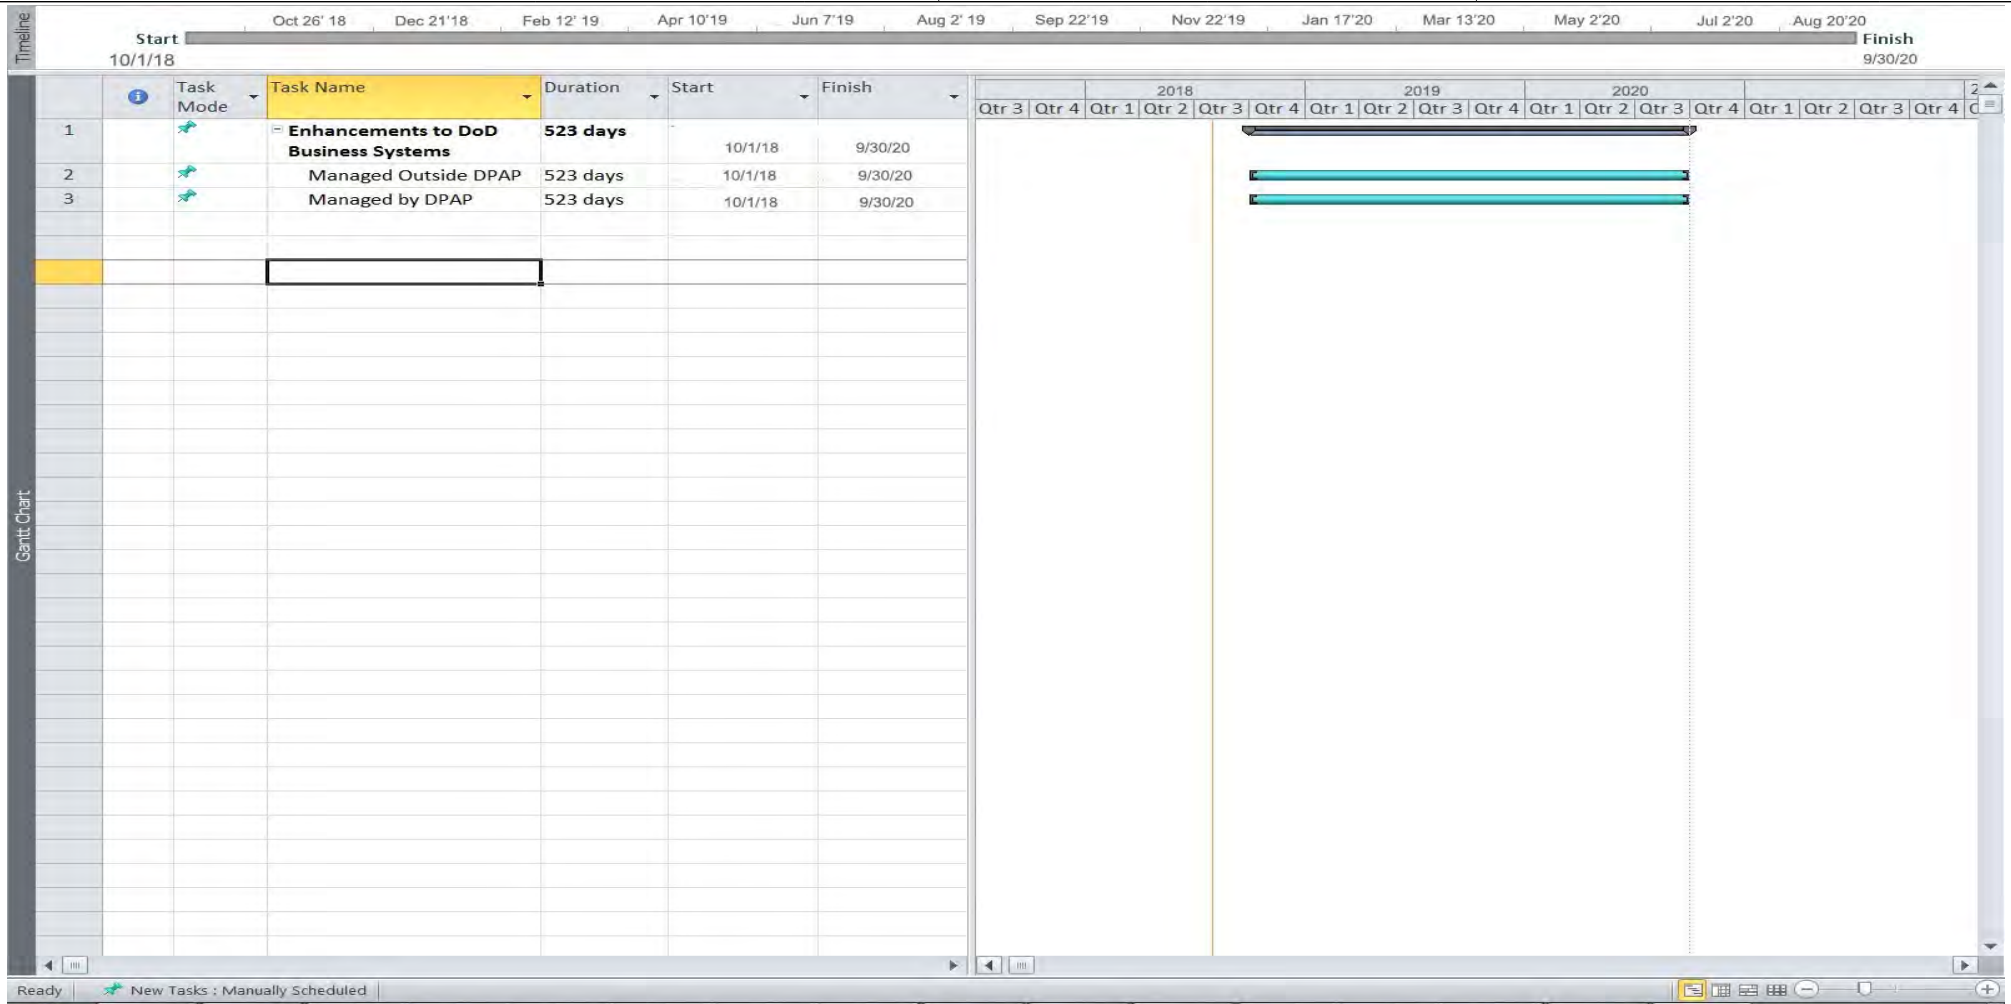 Timeline
Oct 26' 18 Dec 21'18 Feb 12' 19 Apr 10'19 Jun 7'19 Aug 2' 19 Sep 22'19 Nov 22'19 Jan 17'20 Mar 13'20 May 2'20 Jul 2'20 Aug 20'20
Start
10/1/18
Finish
9/30/20
Task Mode Task Name Duration Start Finish
2018 2019 2020
Qtr 3 Qtr 4 Qtr 1 Qtr 2 Qtr 3 Qtr 4 Qtr 1 Qtr 2 Qtr 3 Qtr 4 Qtr 1 Qtr 2 Qtr 3 Qtr 4 Qtr 1 Qtr 2 Qtr 3 Qtr 4
1 Enhancements to DoD 523 days
Business Systems 10/1/18 9/30/20
2 Managed Outside DPAP 523 days 10/1/18 9/30/20
3 Managed by DPAP 523 days 10/1/18 9/30/20
Gantt Chart
Ready New Tasks : Manually Scheduled